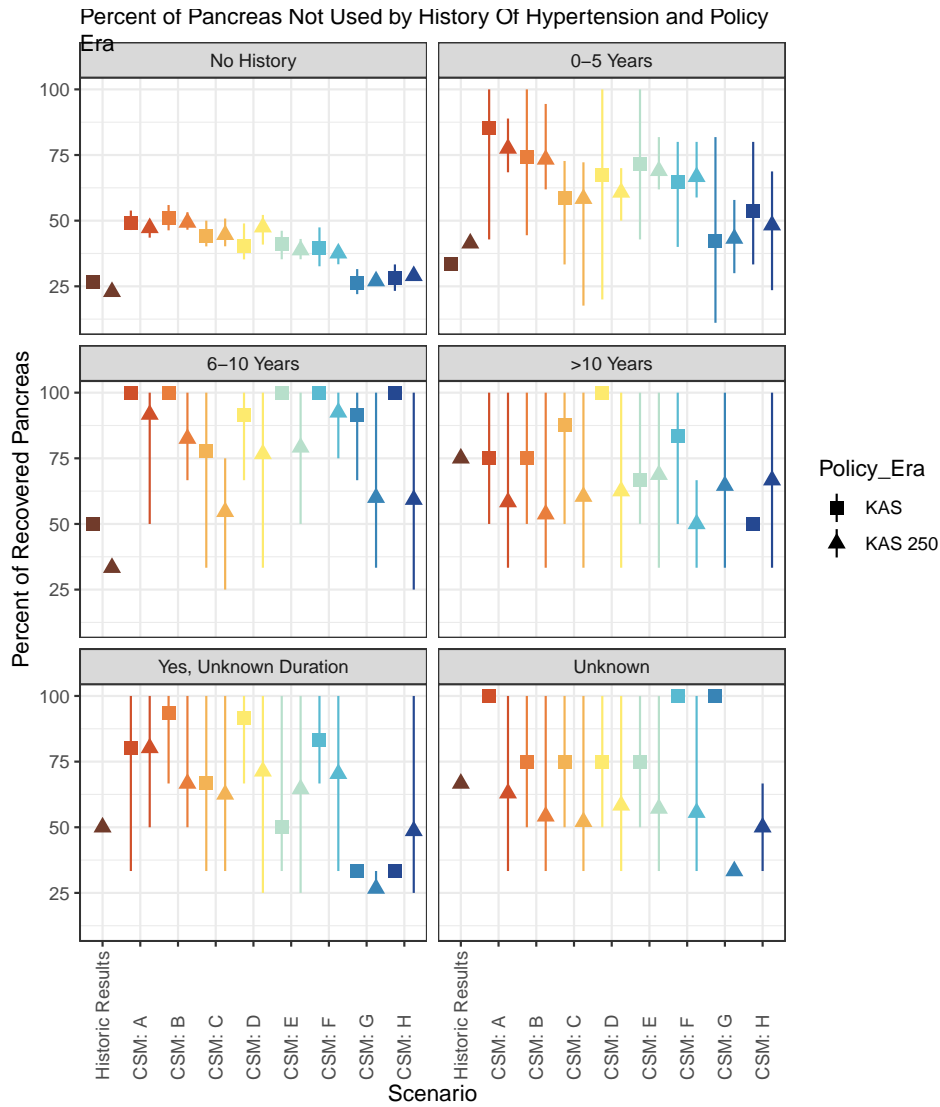 Percent of Pancreas Not Used by History Of Hypertension and Policy
Era
No History
0–5 Years
100
75
50
25
6–10 Years
>10 Years
100
75
50
25
Yes, Unknown Duration
Unknown
100
75
50
25
Percent of Recovered Pancreas
Historic Results
CSM: A
CSM: B
CSM: C
CSM: D
CSM: E
CSM: F
CSM: G
CSM: H
Historic Results
CSM: A
CSM: B
CSM: C
CSM: D
CSM: E
CSM: F
CSM: G
CSM: H
Scenario
Policy_Era
KAS
KAS 250